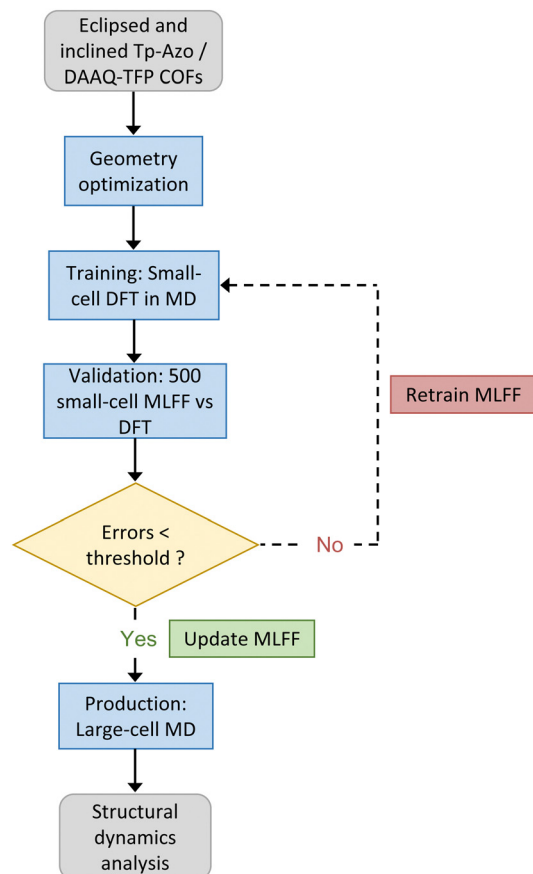 Eclipsed and
inclined Tp-Azo /
DAAQ-TFP COFs
Geometry
optimization
Training: Small-
cell DFT in MD
Validation: 500
small-cell MLFF vs
DFT
Retrain MLFF
Errors <
threshold ?
No
Yes
Update MLFF
Production:
Large-cell MD
Structural
dynamics
analysis